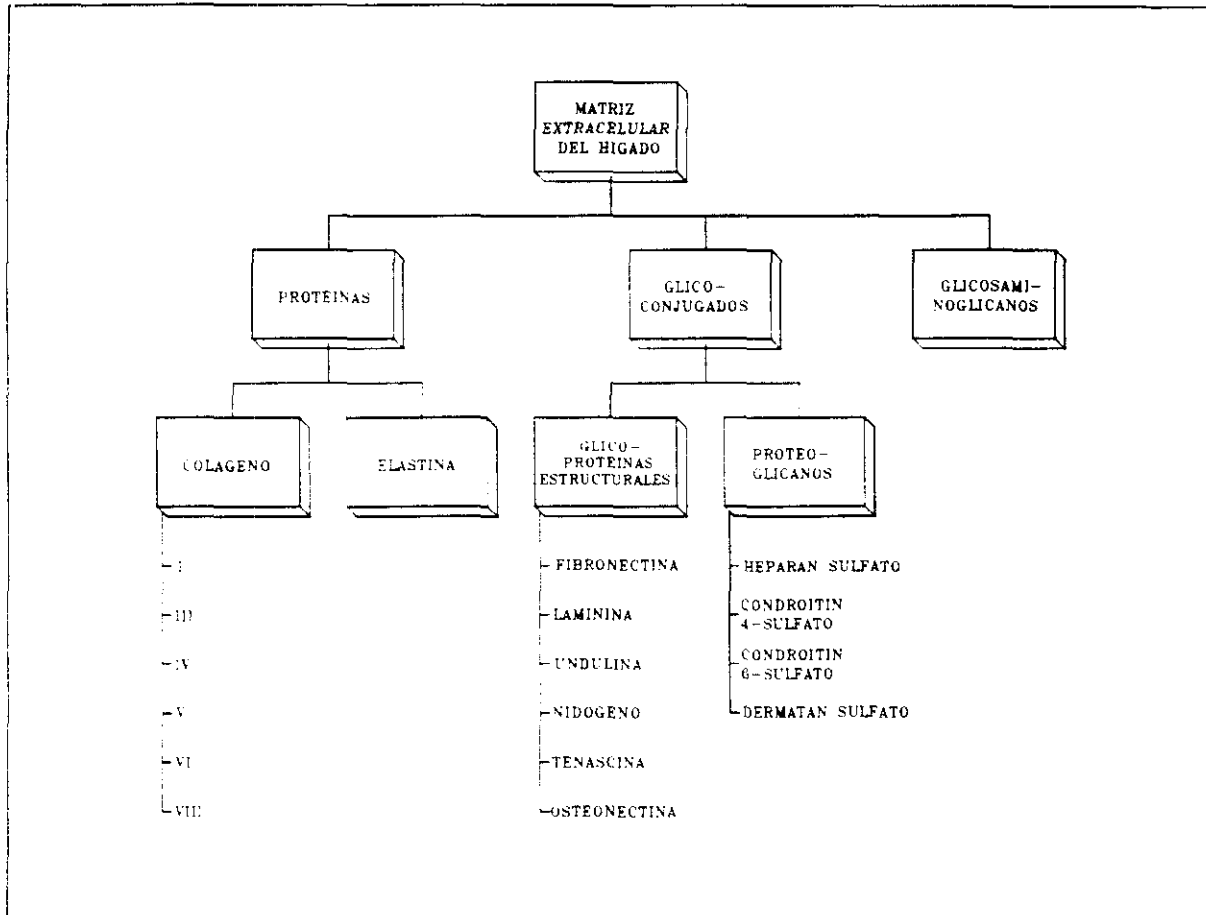 MATRIZ
EXTRACELULAR
DEL HIGADO
PROTEINAS
GLICO-
CONJUGADOS
GLICOSAMI-
NOGLICANOS
COLAGENO
ELASTINA
GLICO-
PROTEINAS
ESTRUCTURALES
PROTEO-
GLICANOS
I
III
IV
V
VI
VIII
FIBRONECTINA
LAMININA
UNDULINA
NIDOGENO
TENASCINA
OSTEONECTINA
HEPARAN SULFATO
CONDROITIN
4-SULFATO
CONDROITIN
6-SULFATO
DERMATAN SULFATO